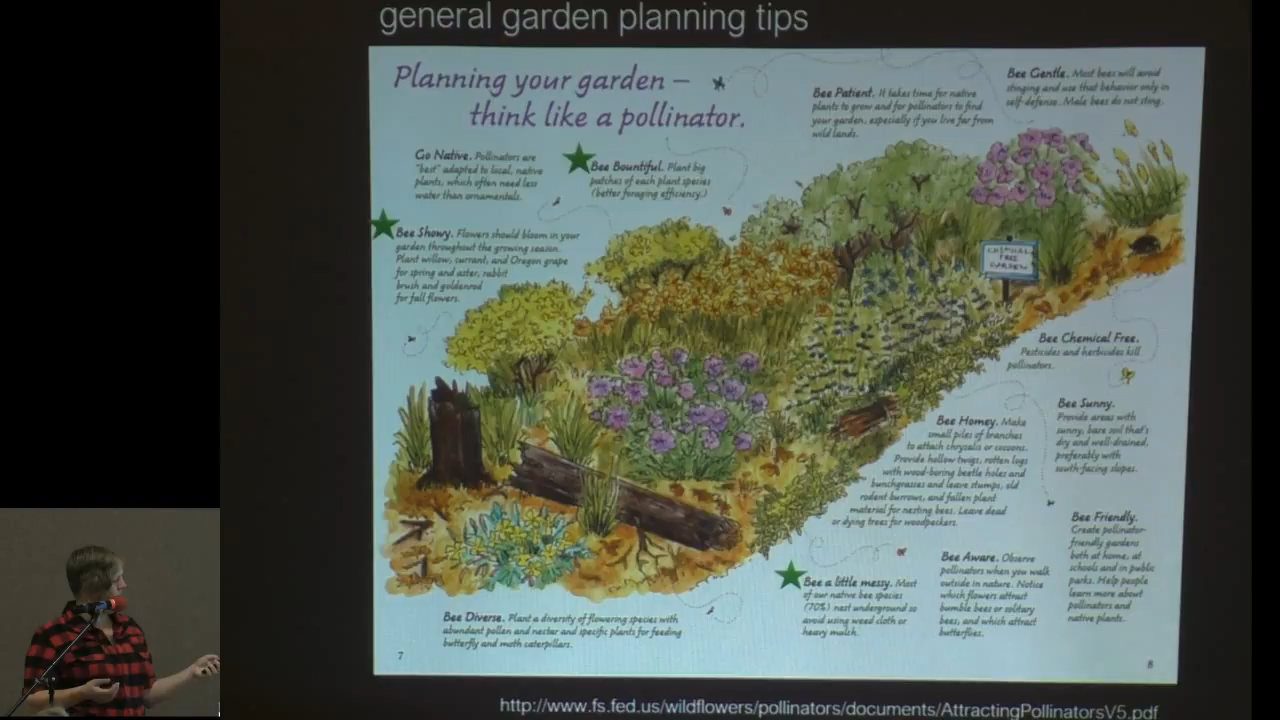 general garden planning tips
Planning your garden –
think like a pollinator.
Go Native. Pollinators are
"best" adapted to local, native
plants, which often need less
water than ornamentals.
Bee Bountiful. Plant big
patches of each plant species
(better foraging efficiency.)
Bee Patient. It takes time for native
plants to grow and for pollinators to find
your garden, especially if you live far from
wild lands.
Bee Gentle. Most bees will avoid
stinging and use that behavior only in
self-defense. Male bees do not sting.
Bee Showy. Flowers should bloom in your
garden throughout the growing season.
Plant willow, currant, and Oregon grape
for spring and aster, rabbit
brush and goldenrod
for fall flowers.
CHEMICAL
FREE
GARDEN
Bee Chemical Free.
Pesticides and herbicides kill
pollinators.
Bee Homey. Make
small piles of branches
to attach chrysalis or cocoons.
Provide hollow twigs, rotten logs
with wood-boring beetle holes and
bunchgrasses and leave stumps, old
rodent burrows, and fallen plant
material for nesting bees. Leave dead
or dying trees for woodpeckers.
Bee Sunny.
Provide areas with
sunny, bare soil that's
dry and well-drained,
preferably with
south-facing slopes.
Bee Friendly.
Create pollinator-
friendly gardens
both at home, at
schools and in public
parks. Help people
learn more about
pollinators and
native plants.
Bee Aware. Observe
pollinators when you walk
outside in nature. Notice
which flowers attract
bumble bees or solitary
bees, and which attract
butterflies.
Bee a little messy. Most
of our native bee species
(70%) nest underground so
avoid using weed cloth or
heavy mulch.
Bee Diverse. Plant a diversity of flowering species with
abundant pollen and nectar and specific plants for feeding
butterfly and moth caterpillars.
7
8
http://www.fs.fed.us/wildflowers/pollinators/documents/AttractingPollinatorsV5.pdf